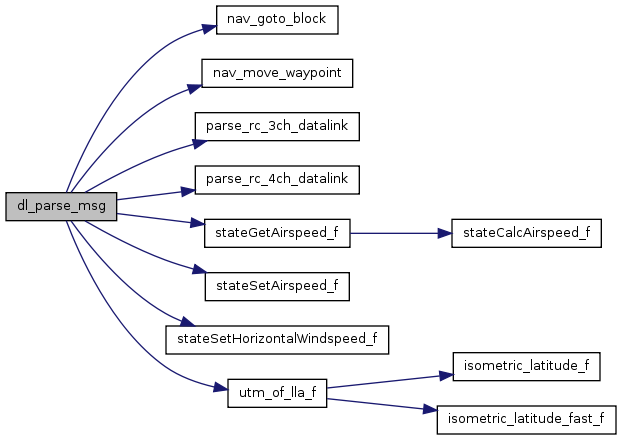 nav_goto_block
nav_move_waypoint
parse_rc_3ch_datalink
parse_rc_4ch_datalink
dl_parse_msg
stateGetAirspeed_f
stateCalcAirspeed_f
stateSetAirspeed_f
stateSetHorizontalWindspeed_f
isometric_latitude_f
utm_of_lla_f
isometric_latitude_fast_f